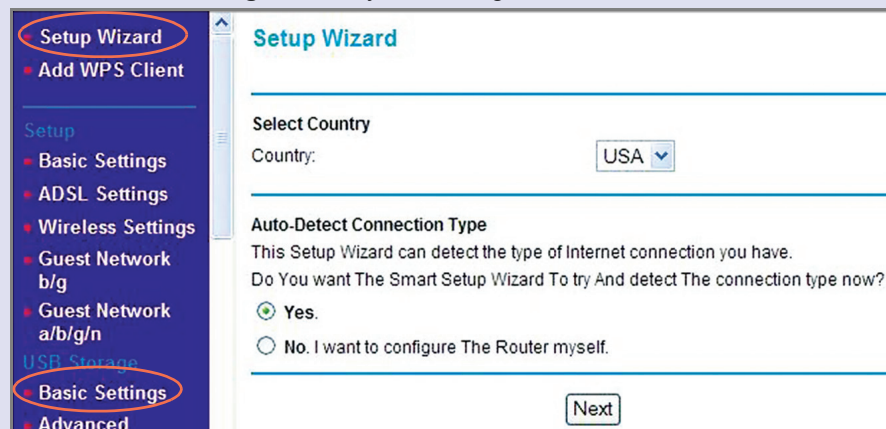 Setup Wizard
Add WPS Client
Setup
Basic Settings
ADSL Settings
Wireless Settings
Guest Network
b/g
Guest Network
a/b/g/n
USB Storage
Basic Settings
Advanced
Setup Wizard
Select Country
Country:
USA
Auto-Detect Connection Type
This Setup Wizard can detect the type of Internet connection you have.
Do You want The Smart Setup Wizard To try And detect The connection type now?
Yes.
No. I want to configure The Router myself.
Next